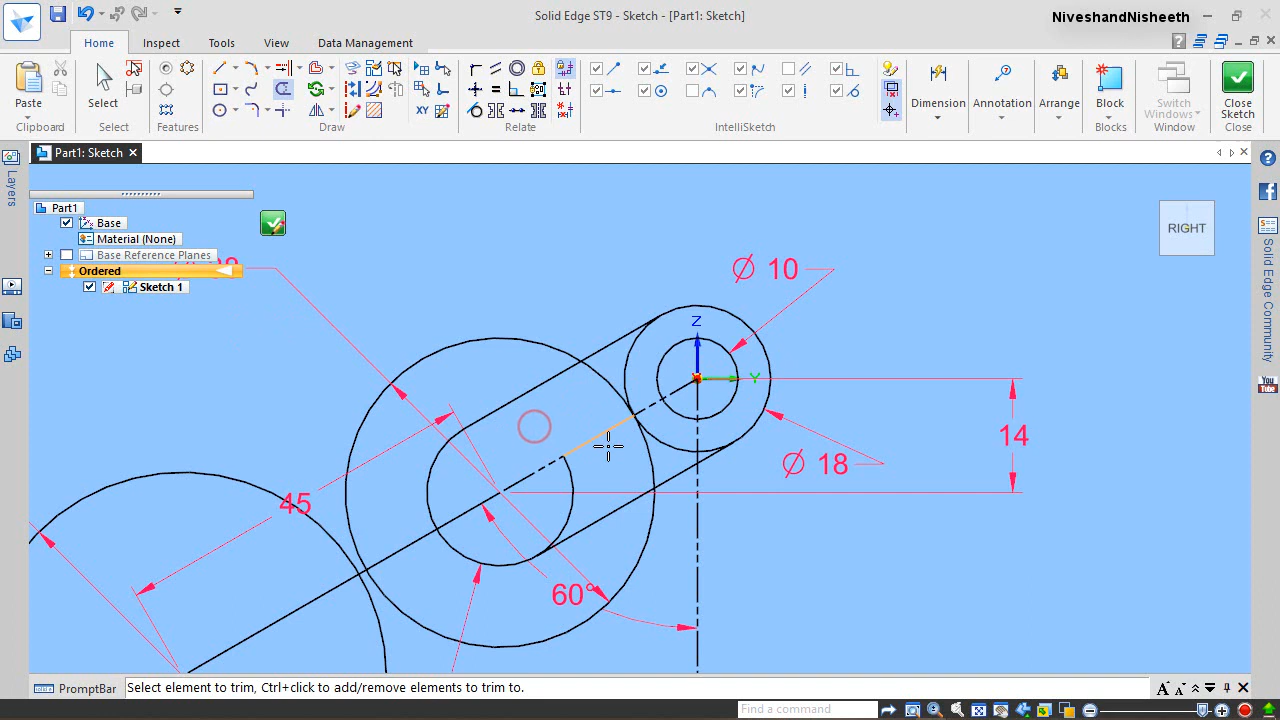 Solid Edge ST9 - Sketch - [Part1: Sketch]
NiveshandNisheeth
Home
Inspect
Tools
View
Data Management
Paste
Select
Dimension
Annotation
Arrange
Block
Switch
Windows
Close
Sketch
Clipboard
Select
Features
Draw
Relate
IntelliSketch
Blocks
Window
Close
Part1: Sketch
Layers
Part1
Base
Material (None)
Base Reference Planes
Ordered
Sketch 1
RIGHT
Solid Edge Community
You
Tube
Ø 10
Z
Y
14
Ø 18
45
60°
PromptBar
Select element to trim, Ctrl+click to add/remove elements to trim to.
Find a command